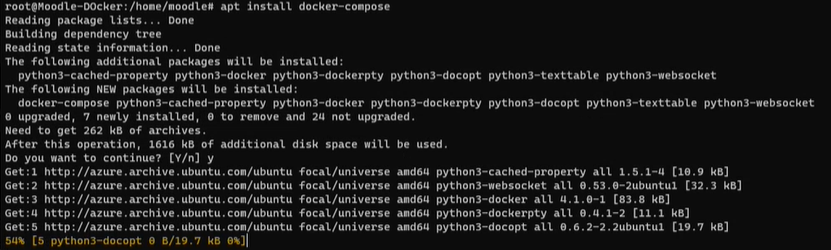 root@Moodle-DOcker:/home/moodle# apt install docker-compose
Reading package lists... Done
Building dependency tree
Reading state information... Done
The following additional packages will be installed:
  python3-cached-property python3-docker python3-dockerpty python3-docopt python3-texttable python3-websocket
The following NEW packages will be installed:
  docker-compose python3-cached-property python3-docker python3-dockerpty python3-docopt python3-texttable python3-websocket
0 upgraded, 7 newly installed, 0 to remove and 24 not upgraded.
Need to get 262 kB of archives.
After this operation, 1616 kB of additional disk space will be used.
Do you want to continue? [Y/n] y
Get:1 http://azure.archive.ubuntu.com/ubuntu focal/universe amd64 python3-cached-property all 1.5.1-4 [10.9 kB]
Get:2 http://azure.archive.ubuntu.com/ubuntu focal/universe amd64 python3-websocket all 0.53.0-2ubuntu1 [32.3 kB]
Get:3 http://azure.archive.ubuntu.com/ubuntu focal/universe amd64 python3-docker all 4.1.0-1 [83.8 kB]
Get:4 http://azure.archive.ubuntu.com/ubuntu focal/universe amd64 python3-dockerpty all 0.4.1-2 [11.1 kB]
Get:5 http://azure.archive.ubuntu.com/ubuntu focal/universe amd64 python3-docopt all 0.6.2-2.2ubuntu1 [19.7 kB]
54% [5 python3-docopt 0 B/19.7 kB 0%]